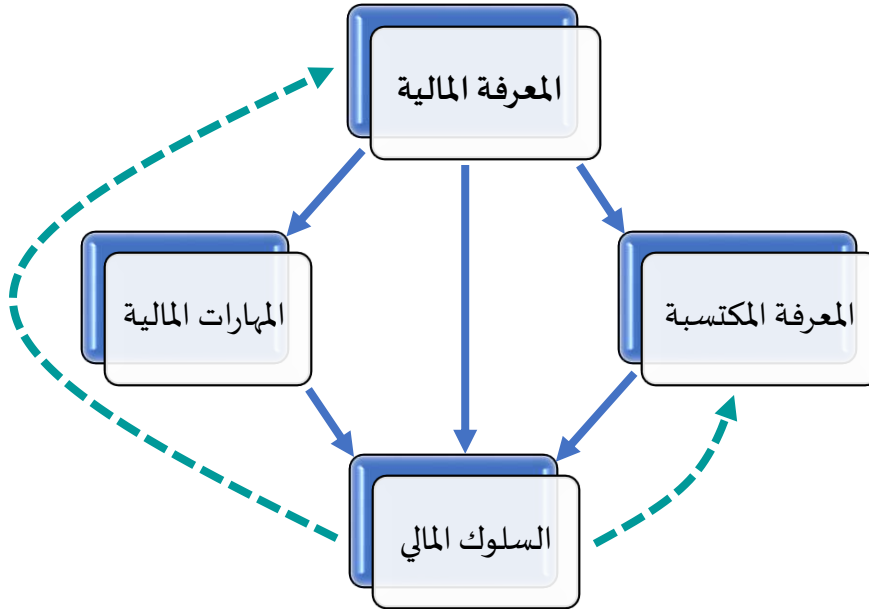 المعرفة المالية
المعرفة المكتسبة
المهارات المالية
السلوك المالي